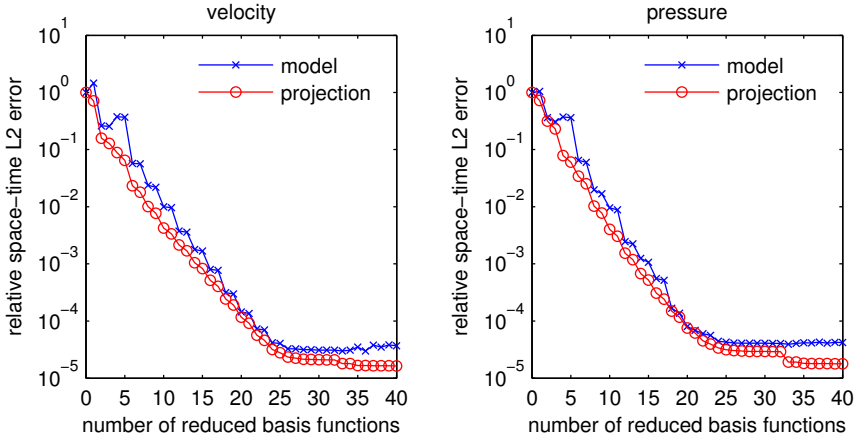 velocity
relative space−time L2 error
10^1
10^0
10^−1
10^−2
10^−3
10^−4
10^−5
model
projection
0 5 10 15 20 25 30 35 40
number of reduced basis functions
pressure
relative space−time L2 error
10^1
10^0
10^−1
10^−2
10^−3
10^−4
10^−5
model
projection
0 5 10 15 20 25 30 35 40
number of reduced basis functions